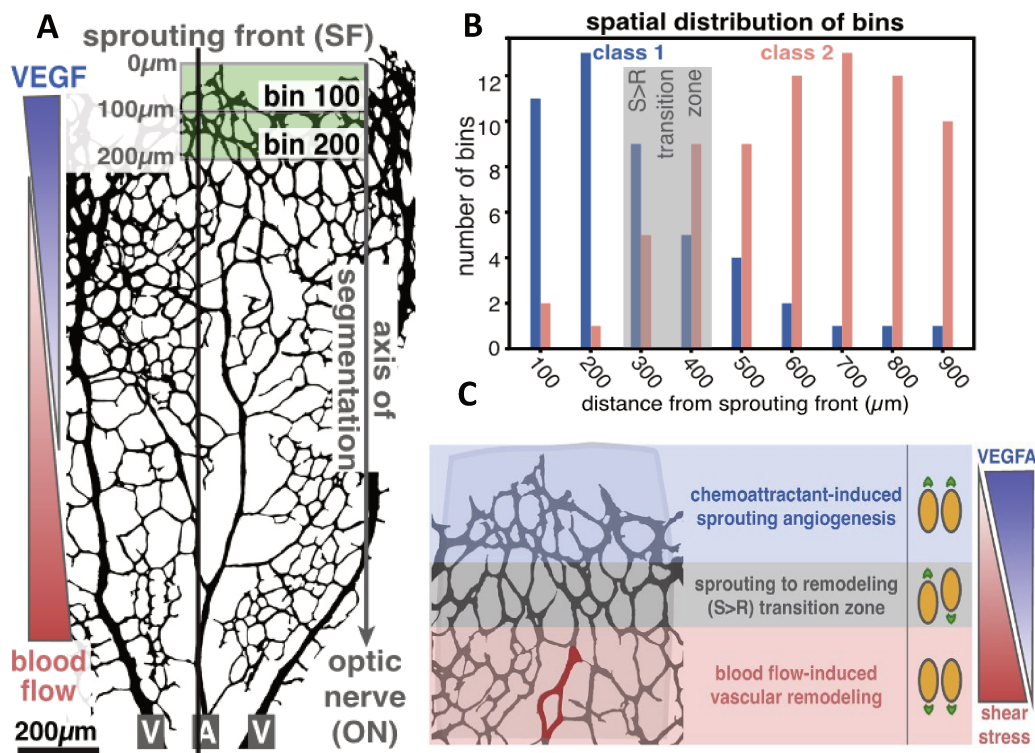 A
sprouting front (SF)
VEGF
0µm
bin 100
100µm
bin 200
200µm
axis of
segmentation
blood
flow
optic
nerve
(ON)
200µm
V
A
V
B
spatial distribution of bins
class 1
class 2
S>R
transition
zone
number of bins
12
10
8
6
4
2
0
100
200
300
400
500
600
700
800
900
distance from sprouting front (µm)
C
chemoattractant-induced
sprouting angiogenesis
sprouting to remodeling
(S>R) transition zone
blood flow-induced
vascular remodeling
VEGFA
shear
stress